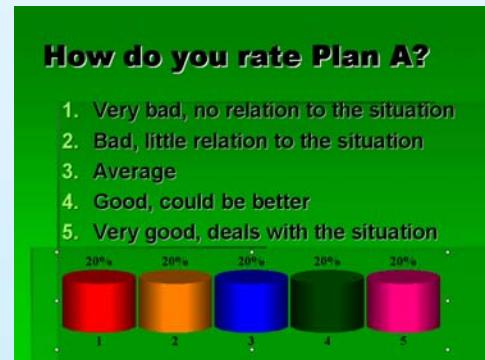 How do you rate Plan A?
1. Very bad, no relation to the situation
2. Bad, little relation to the situation
3. Average
4. Good, could be better
5. Very good, deals with the situation
20% 20% 20% 20% 20%
1 2 3 4 5